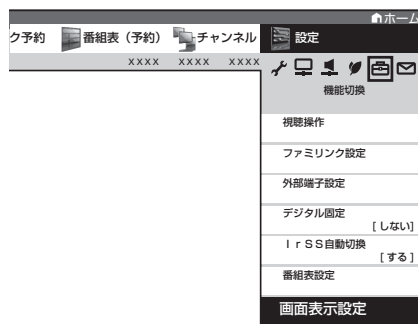 ホーム
ク予約 番組表（予約） チャンネル 設定
xxxx xxxx xxxx
機能切換
視聴操作
ファミリンク設定
外部端子設定
デジタル固定
[しない]
IrSS自動切換
[する]
番組表設定
画面表示設定